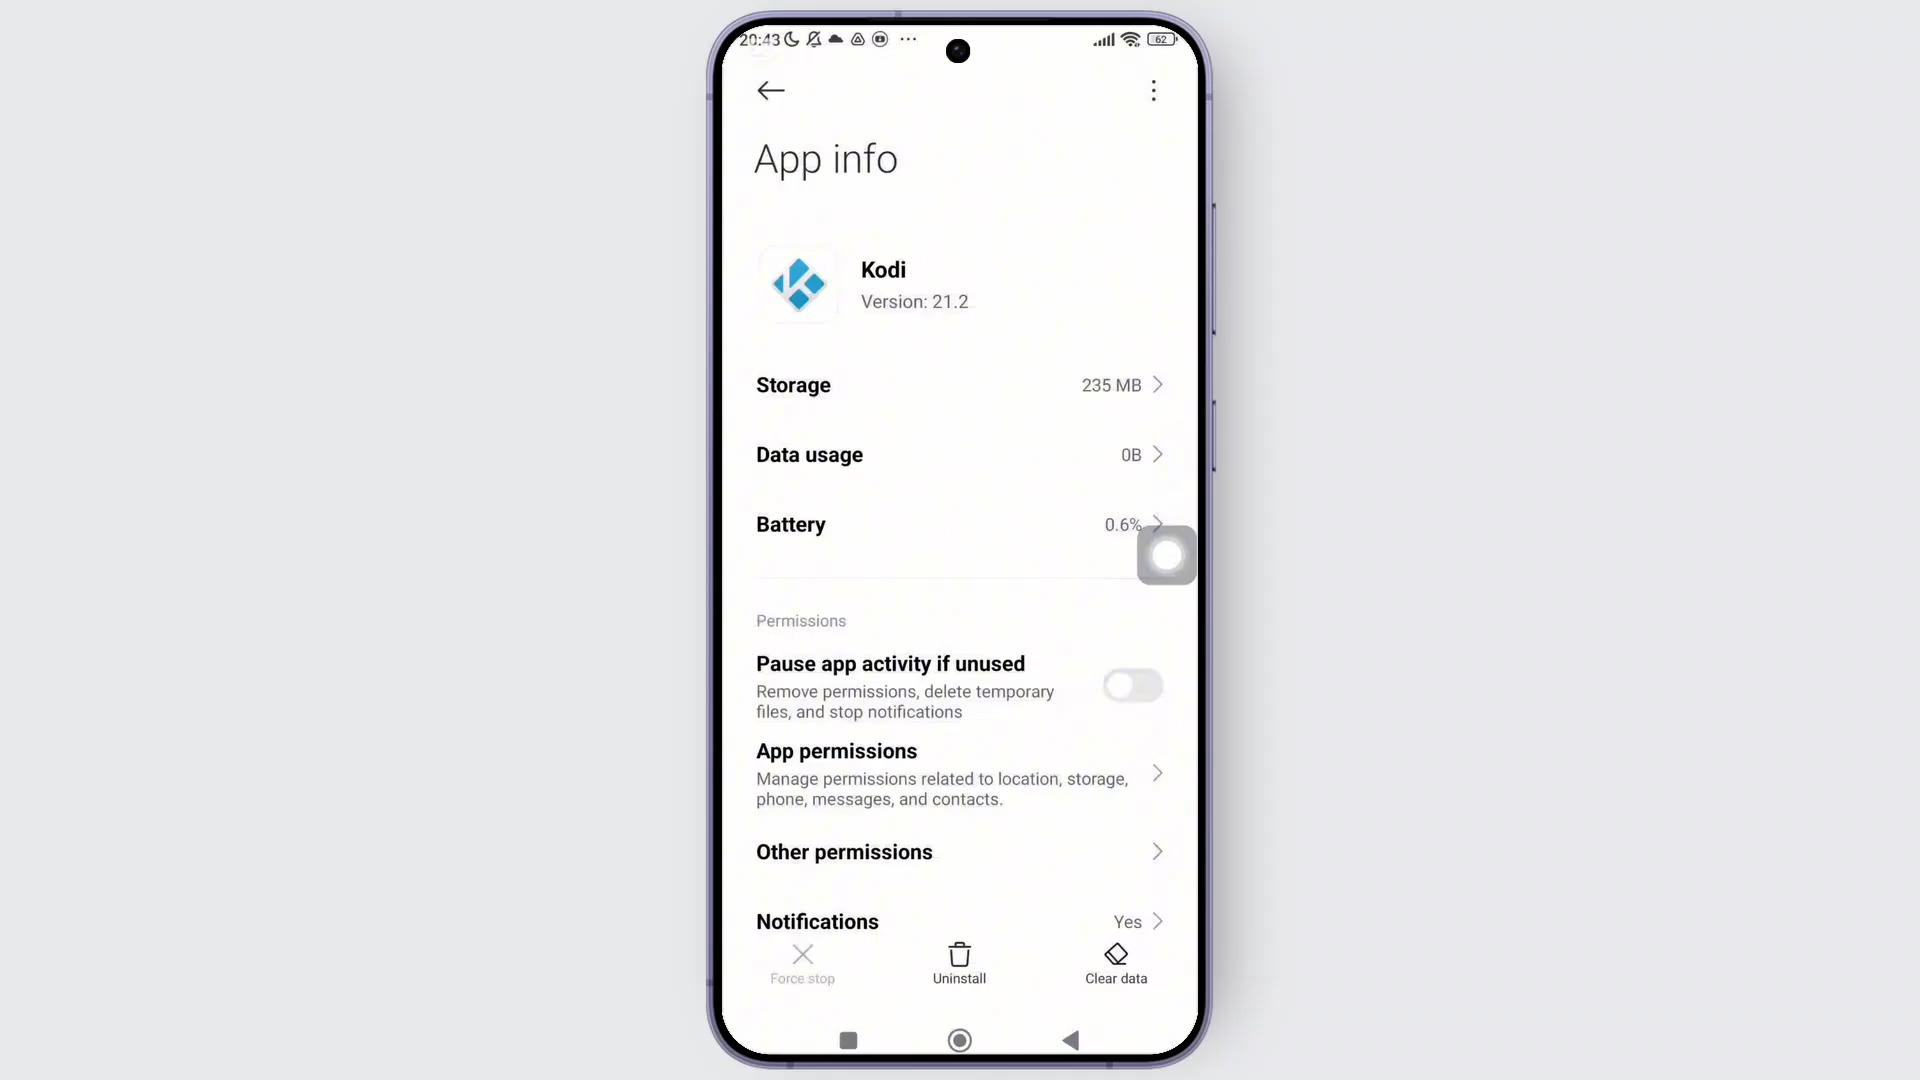 20:43 62
App info
Kodi
Version: 21.2
Storage 235 MB
Data usage 0B
Battery 0.6%
Permissions
Pause app activity if unused
Remove permissions, delete temporary
files, and stop notifications
App permissions
Manage permissions related to location, storage,
phone, messages, and contacts.
Other permissions
Notifications Yes
Force stop Uninstall Clear data